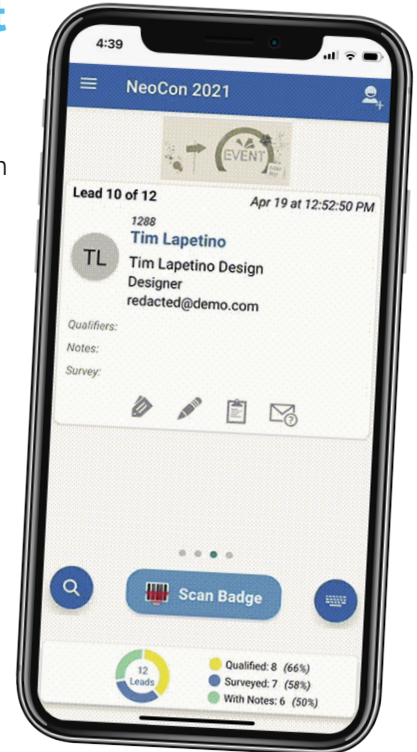 t
n
4:39
NeoCon 2021
EVENT
Lead 10 of 12
Apr 19 at 12:52:50 PM
1288
TL
Tim Lapetino
Tim Lapetino Design
Designer
redacted@demo.com
Qualifiers:
Notes:
Survey:
Scan Badge
12
Leads
Qualified: 8 (66%)
Surveyed: 7 (58%)
With Notes: 6 (50%)